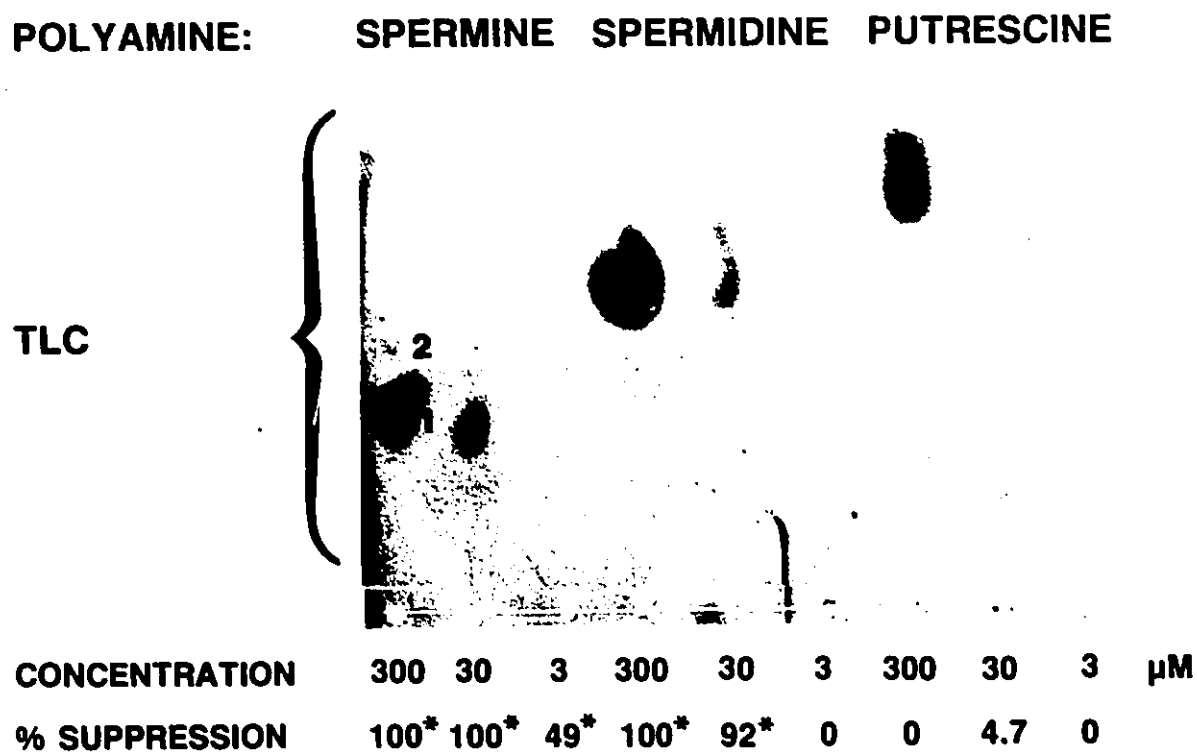 POLYAMINE: SPERMINE SPERMIDINE PUTRESCINE
TLC
2
1
CONCENTRATION 300 30 3 300 30 3 300 30 3 µM
% SUPPRESSION 100* 100* 49* 100* 92* 0 0 4.7 0